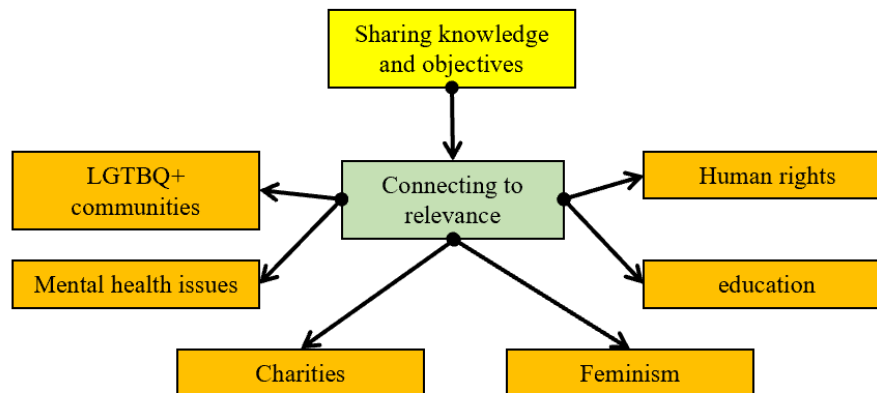 Sharing knowledge
and objectives
LGTBQ+
communities
Connecting to
relevance
Human rights
Mental health issues
education
Charities
Feminism